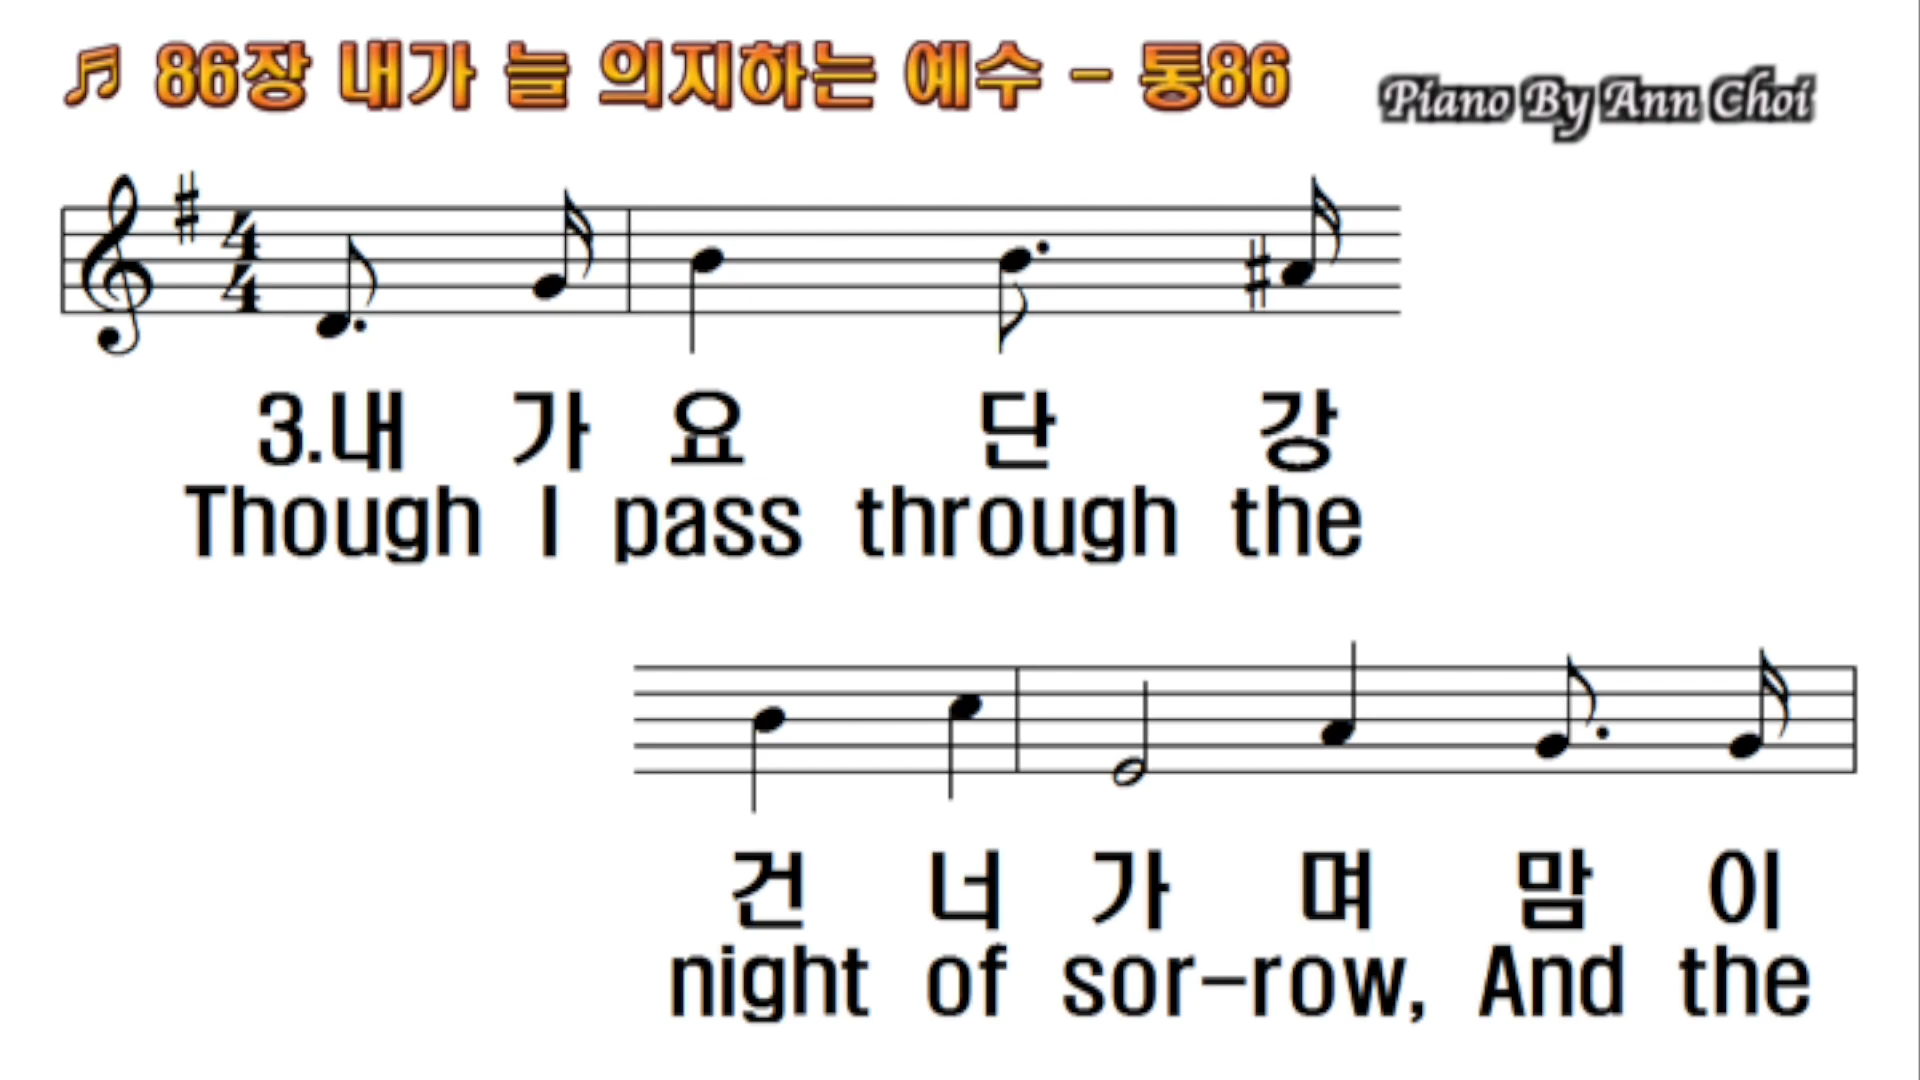 ♬ 86장 내가 늘 의지하는 예수 - 통86
Piano By Ann Choi
3.내 가 요 단 강
Though I pass through the
건 너 가 며 맘 이
night of sor-row, And the